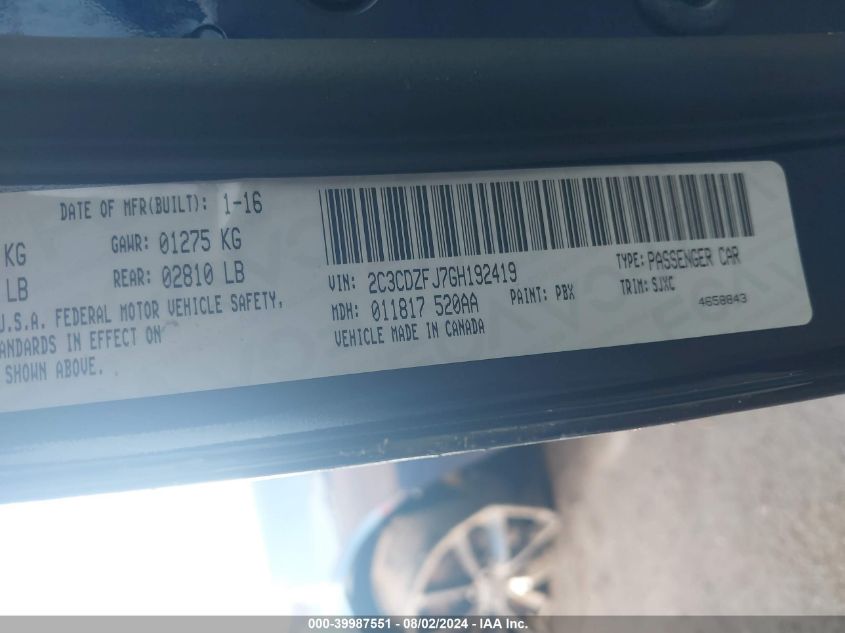 DATE OF MFR(BUILT): 1-16
KG GAWR: 01275 KG
LB REAR: 02810 LB
U.S.A. FEDERAL MOTOR VEHICLE SAFETY.
ANDARDS IN EFFECT ON
SHOWN ABOVE.
VIN: 2C3CDZFJ7GH192419
TYPE: PASSENGER CAR
MDH: 011817 520AA
PAINT: PBX
TRIM: SJXC
VEHICLE MADE IN CANADA
4658843
000-39987551 - 08/02/2024 - IAA Inc.